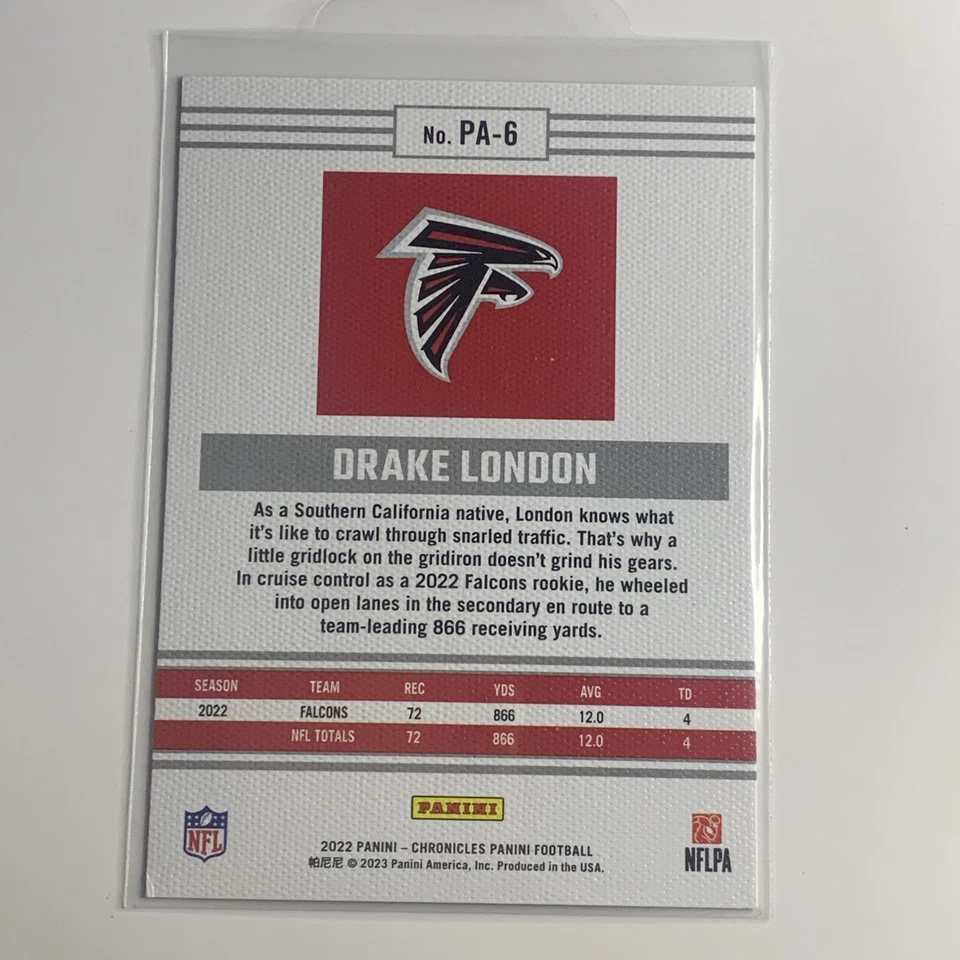 No. PA-6
DRAKE LONDON
As a Southern California native, London knows what
it's like to crawl through snarled traffic. That's why a
little gridlock on the gridiron doesn't grind his gears.
In cruise control as a 2022 Falcons rookie, he wheeled
into open lanes in the secondary en route to a
team-leading 866 receiving yards.
SEASON TEAM REC YDS AVG TD
2022 FALCONS 72 866 12.0 4
NFL TOTALS 72 866 12.0 4
PANINI
NFL
2022 PANINI – CHRONICLES PANINI FOOTBALL
帕尼尼 © 2023 Panini America, Inc. Produced in the USA.
NFLPA